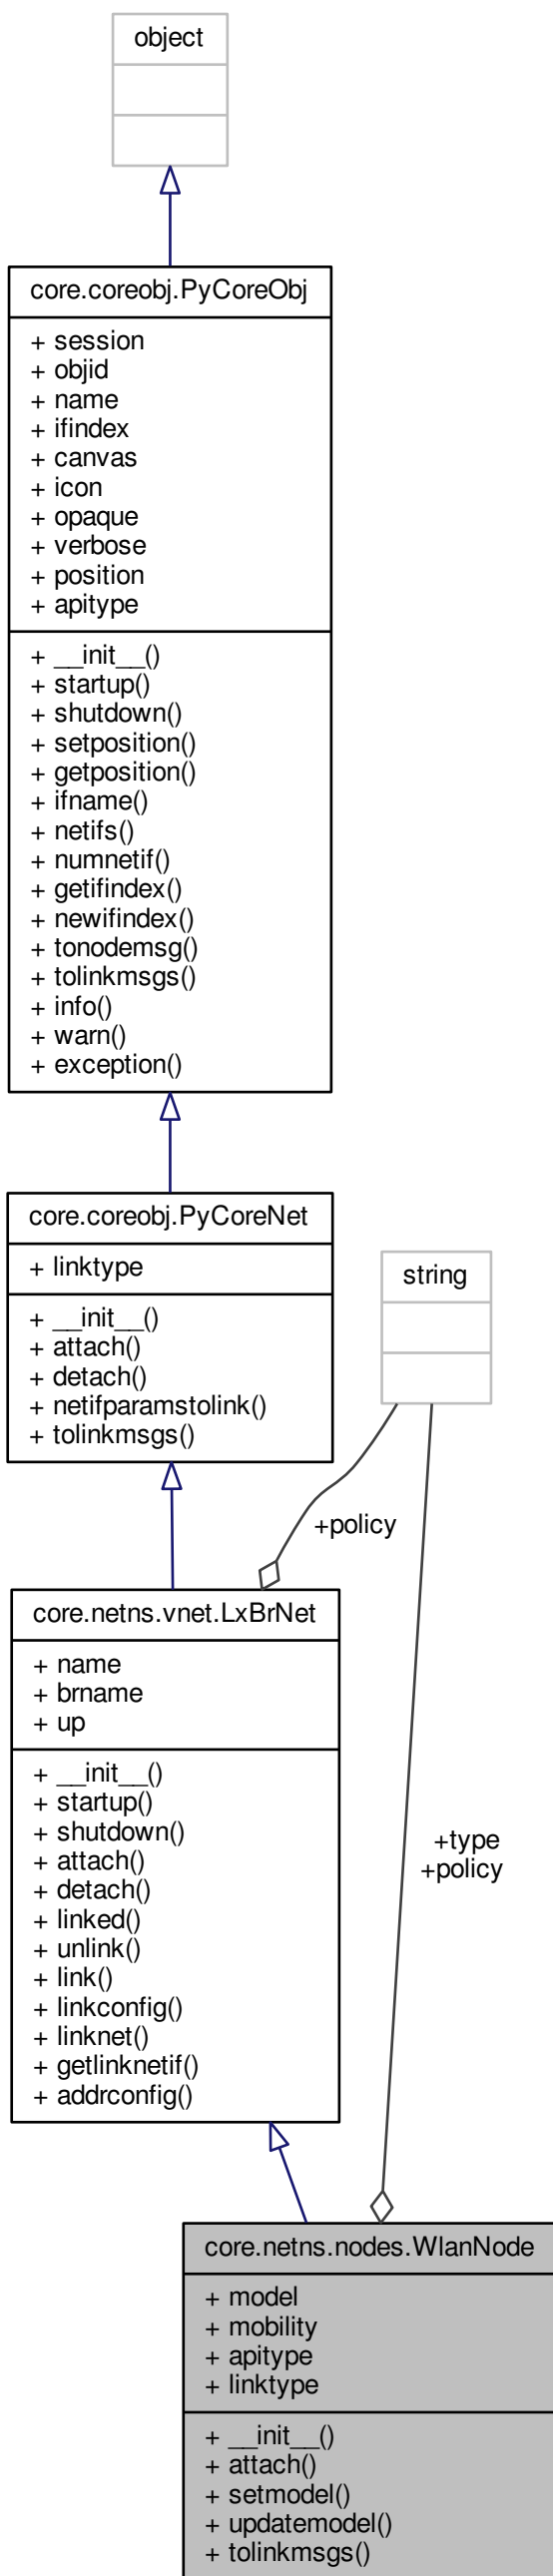 object
core.coreobj.PyCoreObj
+ session
+ objid
+ name
+ ifindex
+ canvas
+ icon
+ opaque
+ verbose
+ position
+ apitype
+ __init__()
+ startup()
+ shutdown()
+ setposition()
+ getposition()
+ ifname()
+ netifs()
+ numnetif()
+ getifindex()
+ newifindex()
+ tonodemsg()
+ tolinkmsgs()
+ info()
+ warn()
+ exception()
core.coreobj.PyCoreNet
+ linktype
+ __init__()
+ attach()
+ detach()
+ netifparamstolink()
+ tolinkmsgs()
string
+policy
core.netns.vnet.LxBrNet
+ name
+ brname
+ up
+ __init__()
+ startup()
+ shutdown()
+ attach()
+ detach()
+ linked()
+ unlink()
+ link()
+ linkconfig()
+ linknet()
+ getlinknetif()
+ addrconfig()
+type
+policy
core.netns.nodes.WlanNode
+ model
+ mobility
+ apitype
+ linktype
+ __init__()
+ attach()
+ setmodel()
+ updatemodel()
+ tolinkmsgs()